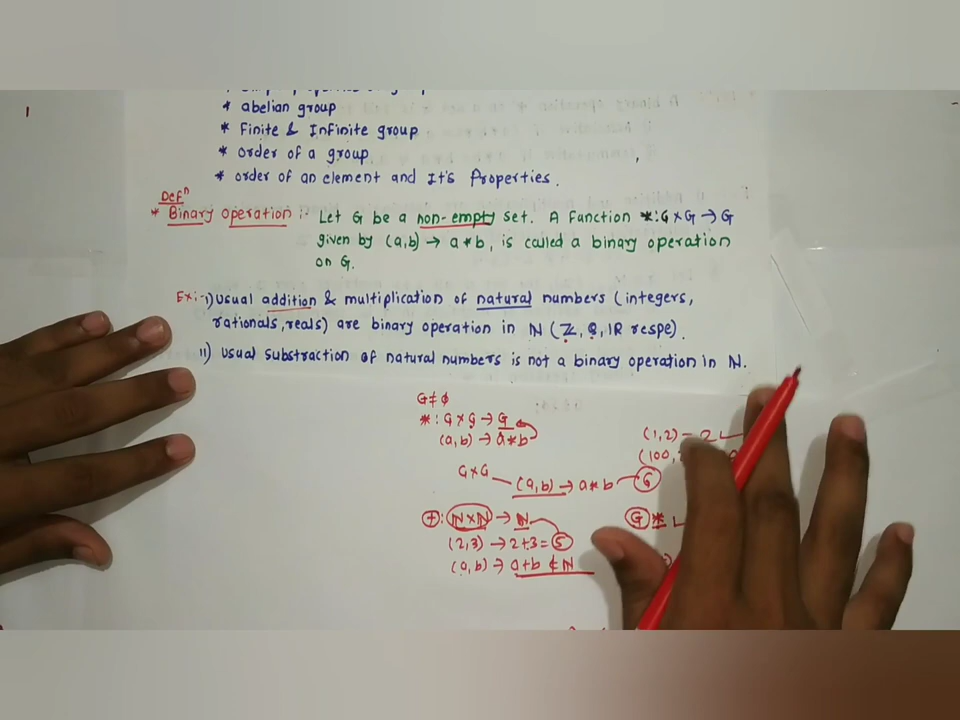 1
* abelian group
* Finite & Infinite group
* order of a group
* order of an element and It's Properties.
Defⁿ
* Binary operation :- Let G be a non-empty set. A function *: G × G → G
given by (a,b) → a * b, is called a binary operation
on G.
Ex:- i) Usual addition & multiplication of natural numbers (integers,
rationals, reals) are binary operation in N (Z, Q, IR respe).
ii) Usual substraction of natural numbers is not a binary operation in N.
G ≠ ϕ
*: G × G → G
(a,b) → a * b
(1,2) - 2
(100,
G × G — (a,b) → a * b — G
+: N × N → N
G *
(2,3) → 2+3 = 5
(a,b) → a+b ∉ N